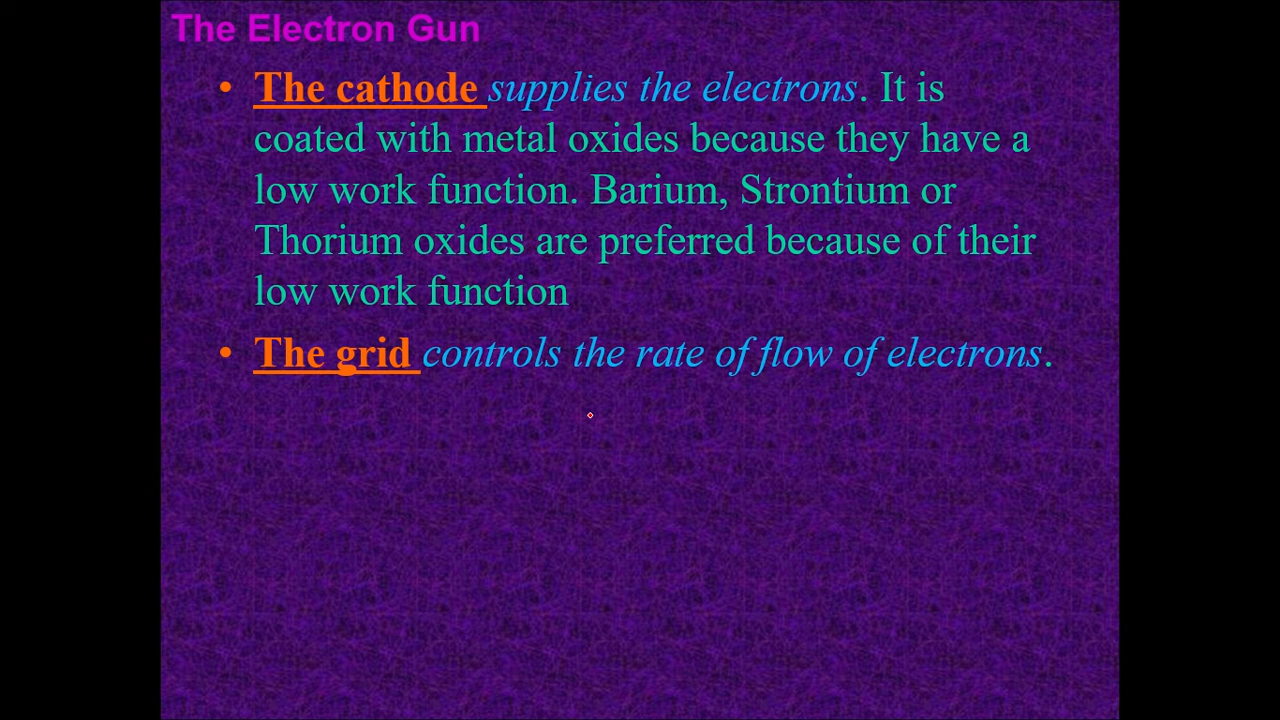 The Electron Gun
• The cathode supplies the electrons. It is
coated with metal oxides because they have a
low work function. Barium, Strontium or
Thorium oxides are preferred because of their
low work function
• The grid controls the rate of flow of electrons.